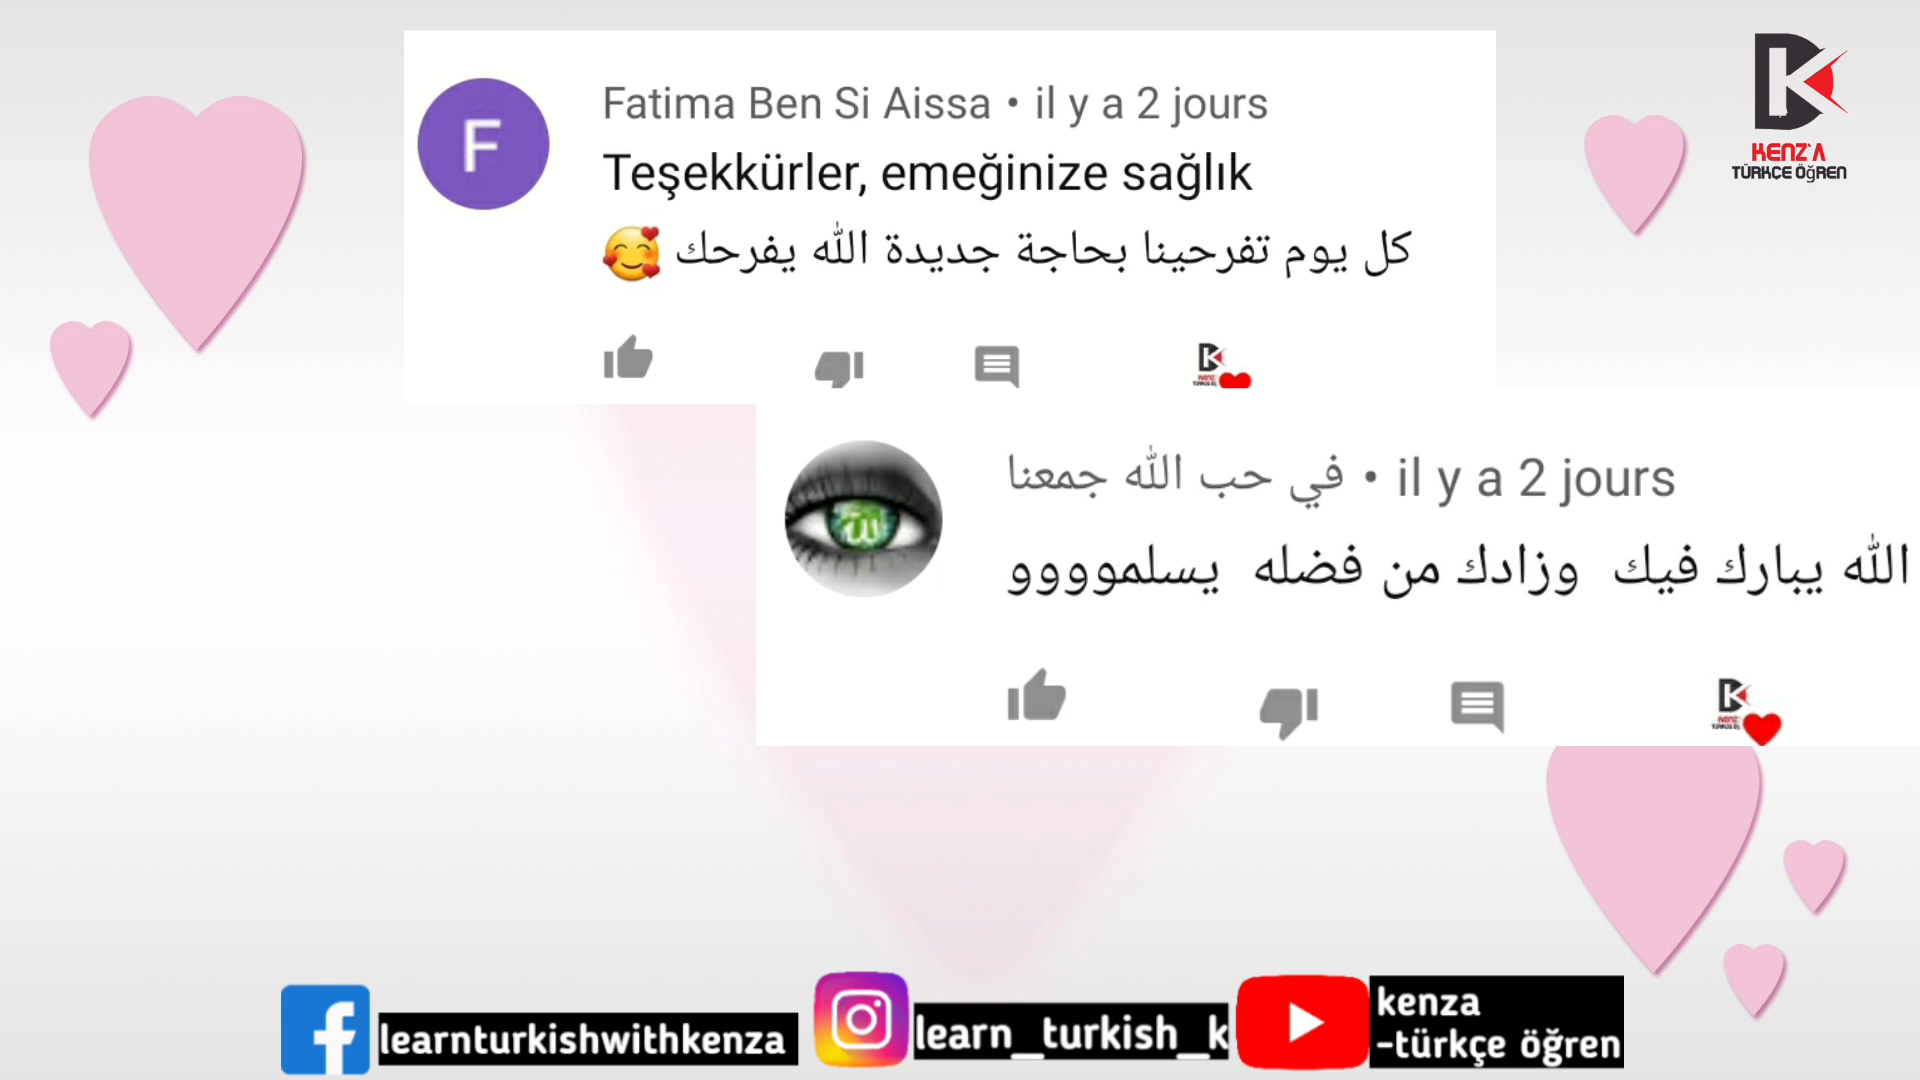 KENZ'A
TÜRKÇE ÖĞREN
F
Fatima Ben Si Aissa • il y a 2 jours
Teşekkürler, emeğinize sağlık
كل يوم تفرحينا بحاجة جديدة الله يفرحك 🥰
في حب الله جمعنا • il y a 2 jours
الله يبارك فيك وزادك من فضله يسلموووو
learnturkishwithkenza
learn_turkish_k
kenza
-türkçe öğren